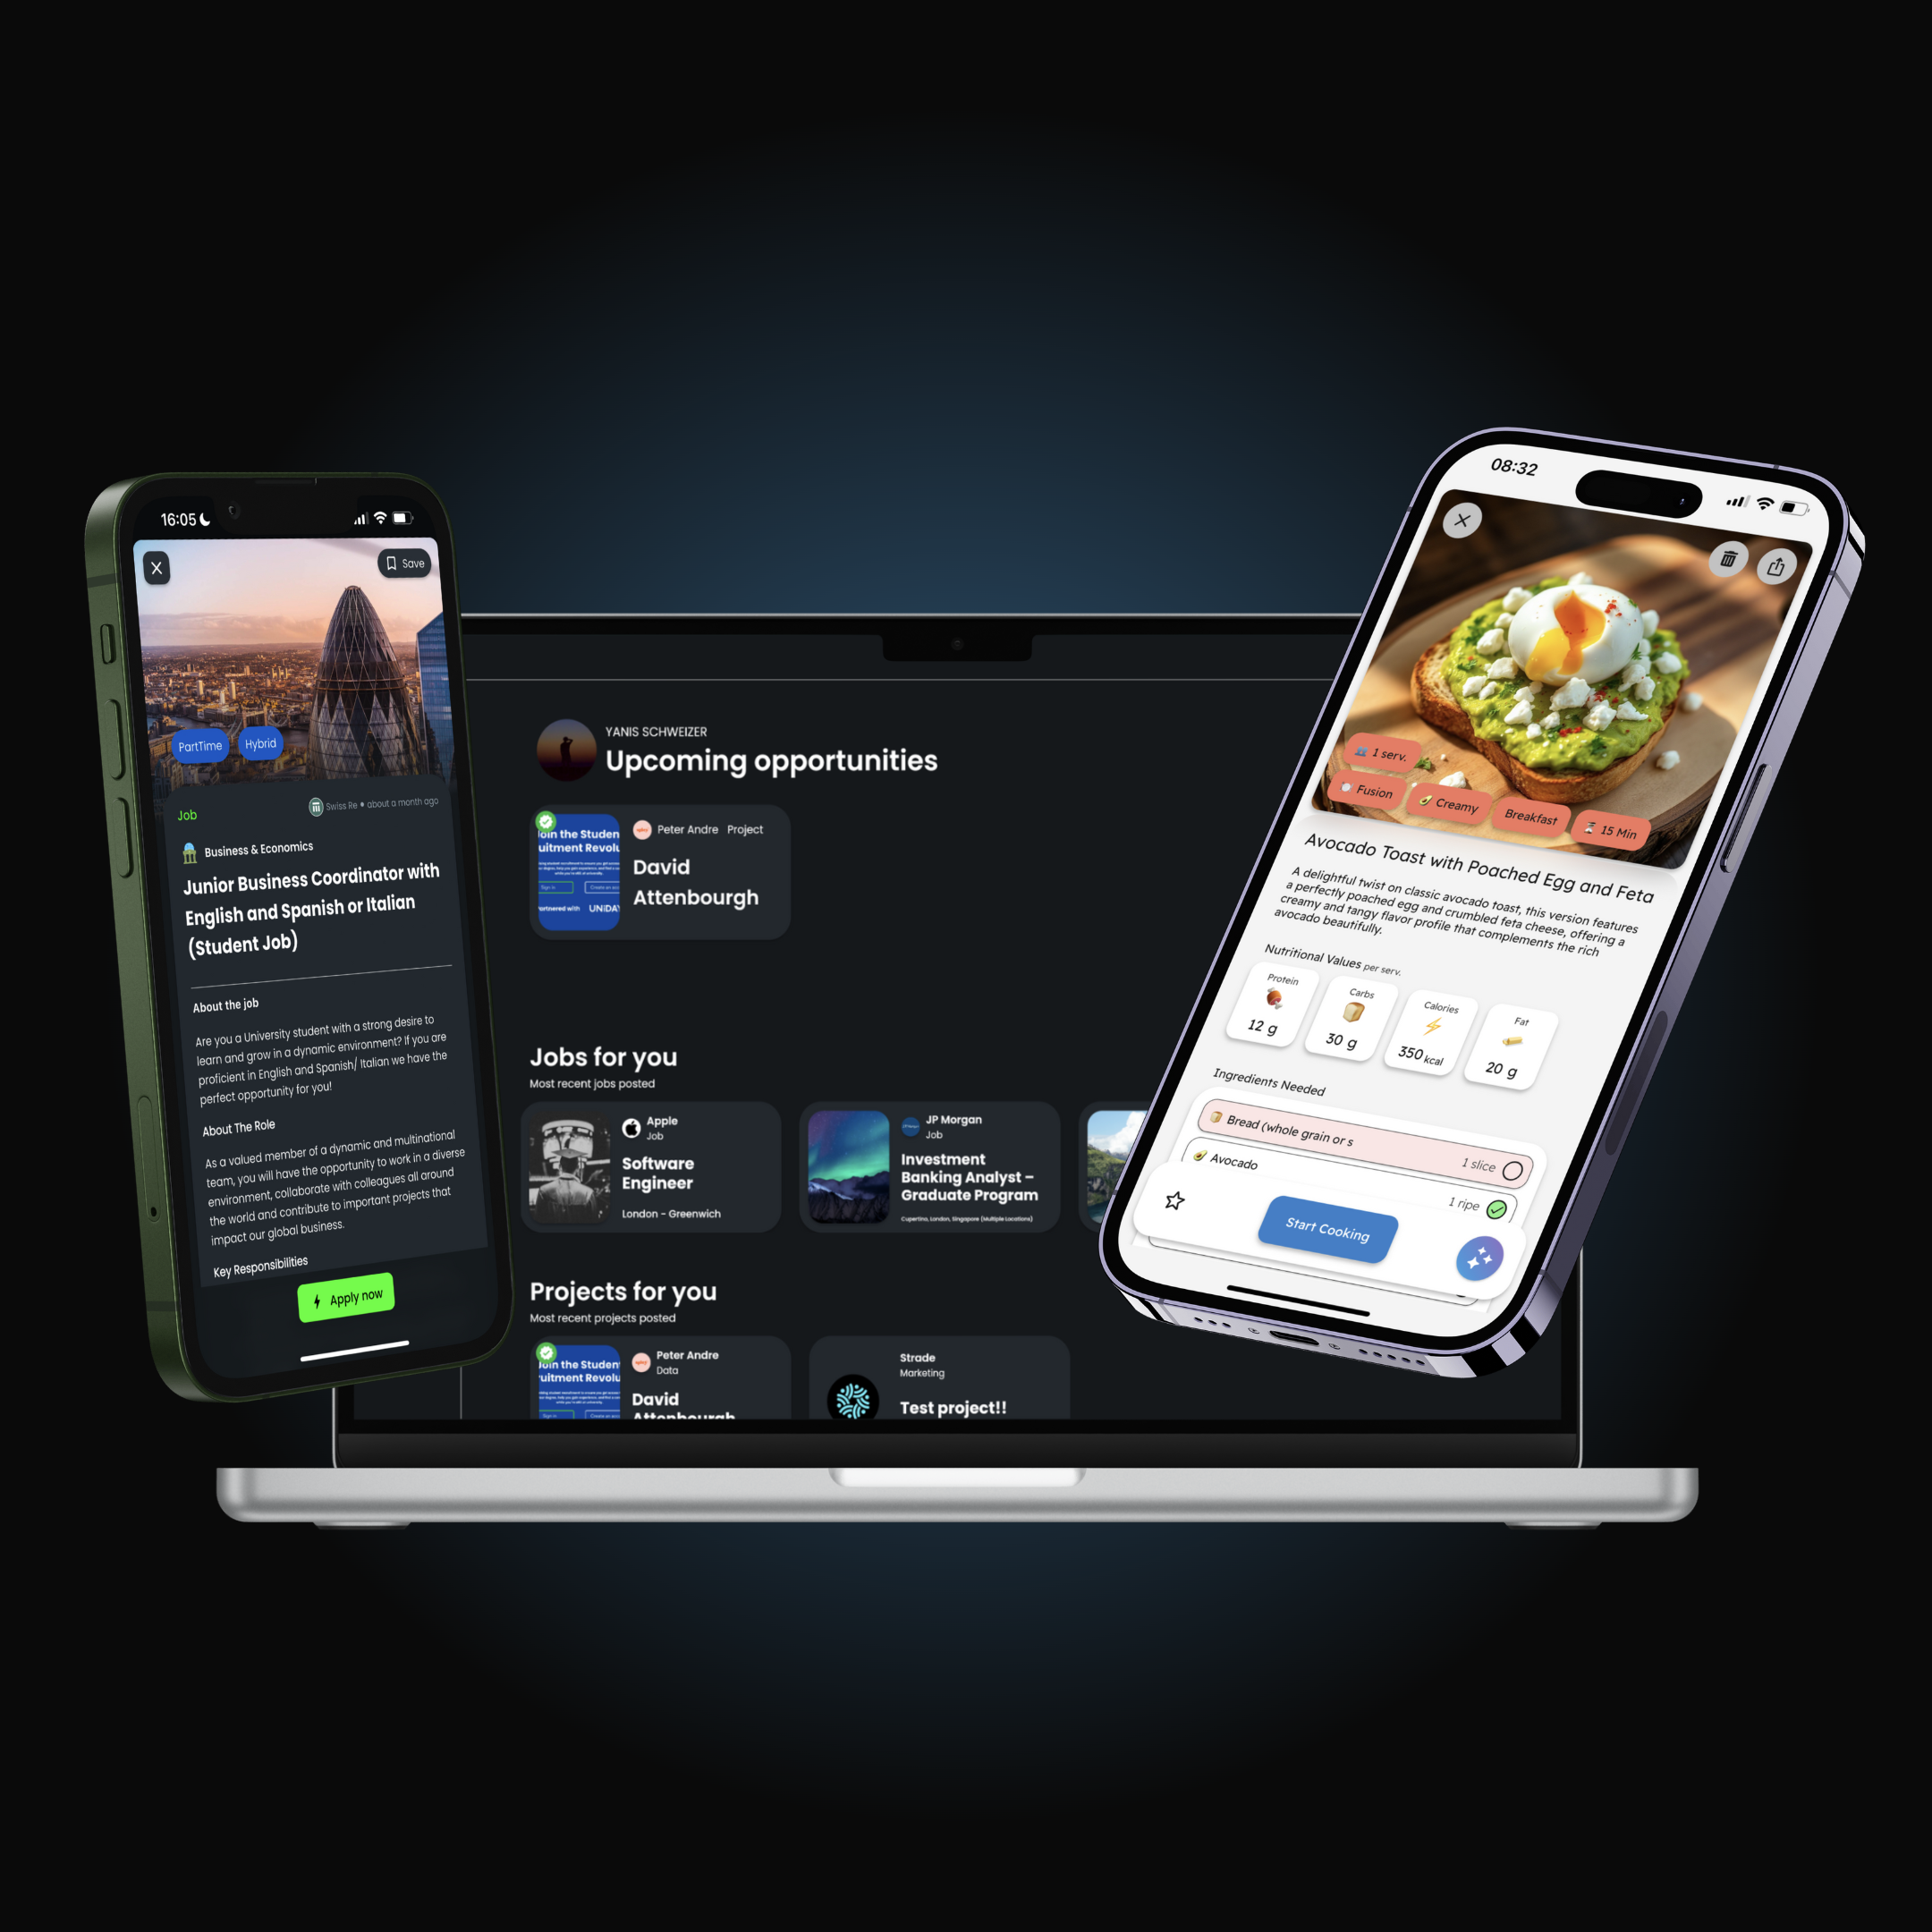 16:05
Save
PartTime
Hybrid
Job
Swiss Re • about a month ago
Business & Economics
Junior Business Coordinator with
English and Spanish or Italian
(Student Job)
About the job
Are you a University student with a strong desire to
learn and grow in a dynamic environment? If you are
proficient in English and Spanish/ Italian we have the
perfect opportunity for you!
About The Role
As a valued member of a dynamic and multinational
team, you will have the opportunity to work in a diverse
environment, collaborate with colleagues all around
the world and contribute to important projects that
impact our global business.
Key Responsibilities
Apply now
YANIS SCHWEIZER
Upcoming opportunities
Join the Studen
uitment Revolu
Sign in
artnered with UNiDAY
Peter Andre Project
David
Attenbourgh
Jobs for you
Most recent jobs posted
Apple
Job
Software
Engineer
London - Greenwich
JP Morgan
Job
Investment
Banking Analyst –
Graduate Program
Cupertino, London, Singapore (Multiple Locations)
Projects for you
Most recent projects posted
Join the Studen
uitment Revolu
Sign in
Peter Andre
Data
David
Attenbourgh
Strade
Marketing
Test project!!
08:32
1 serv.
Fusion
Creamy
Breakfast
15 Min
Avocado Toast with Poached Egg and Feta
A delightful twist on classic avocado toast, this version features
a perfectly poached egg and crumbled feta cheese, offering a
creamy and tangy flavor profile that complements the rich
avocado beautifully.
Nutritional Values per serv.
Protein
12 g
Carbs
30 g
Calories
350 kcal
Fat
20 g
Ingredients Needed
Bread (whole grain or s
1 slice
Avocado
1 ripe
Start Cooking